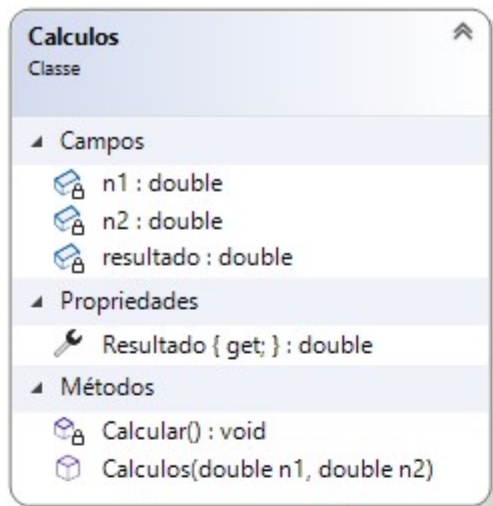 Calculos
Classe
Campos
n1 : double
n2 : double
resultado : double
Propriedades
Resultado { get; } : double
Métodos
Calcular() : void
Calculos(double n1, double n2)